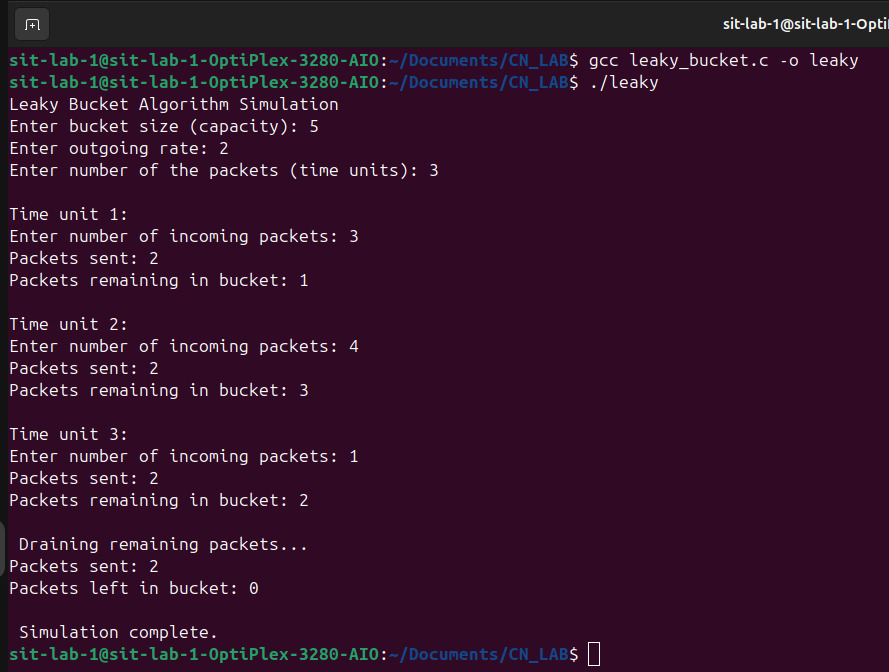 sit-lab-1@sit-lab-1-Opti
sit-lab-1@sit-lab-1-OptiPlex-3280-AIO:~/Documents/CN_LAB$ gcc leaky_bucket.c -o leaky
sit-lab-1@sit-lab-1-OptiPlex-3280-AIO:~/Documents/CN_LAB$ ./leaky
Leaky Bucket Algorithm Simulation
Enter bucket size (capacity): 5
Enter outgoing rate: 2
Enter number of the packets (time units): 3

Time unit 1:
Enter number of incoming packets: 3
Packets sent: 2
Packets remaining in bucket: 1

Time unit 2:
Enter number of incoming packets: 4
Packets sent: 2
Packets remaining in bucket: 3

Time unit 3:
Enter number of incoming packets: 1
Packets sent: 2
Packets remaining in bucket: 2

 Draining remaining packets...
Packets sent: 2
Packets left in bucket: 0

 Simulation complete.
sit-lab-1@sit-lab-1-OptiPlex-3280-AIO:~/Documents/CN_LAB$